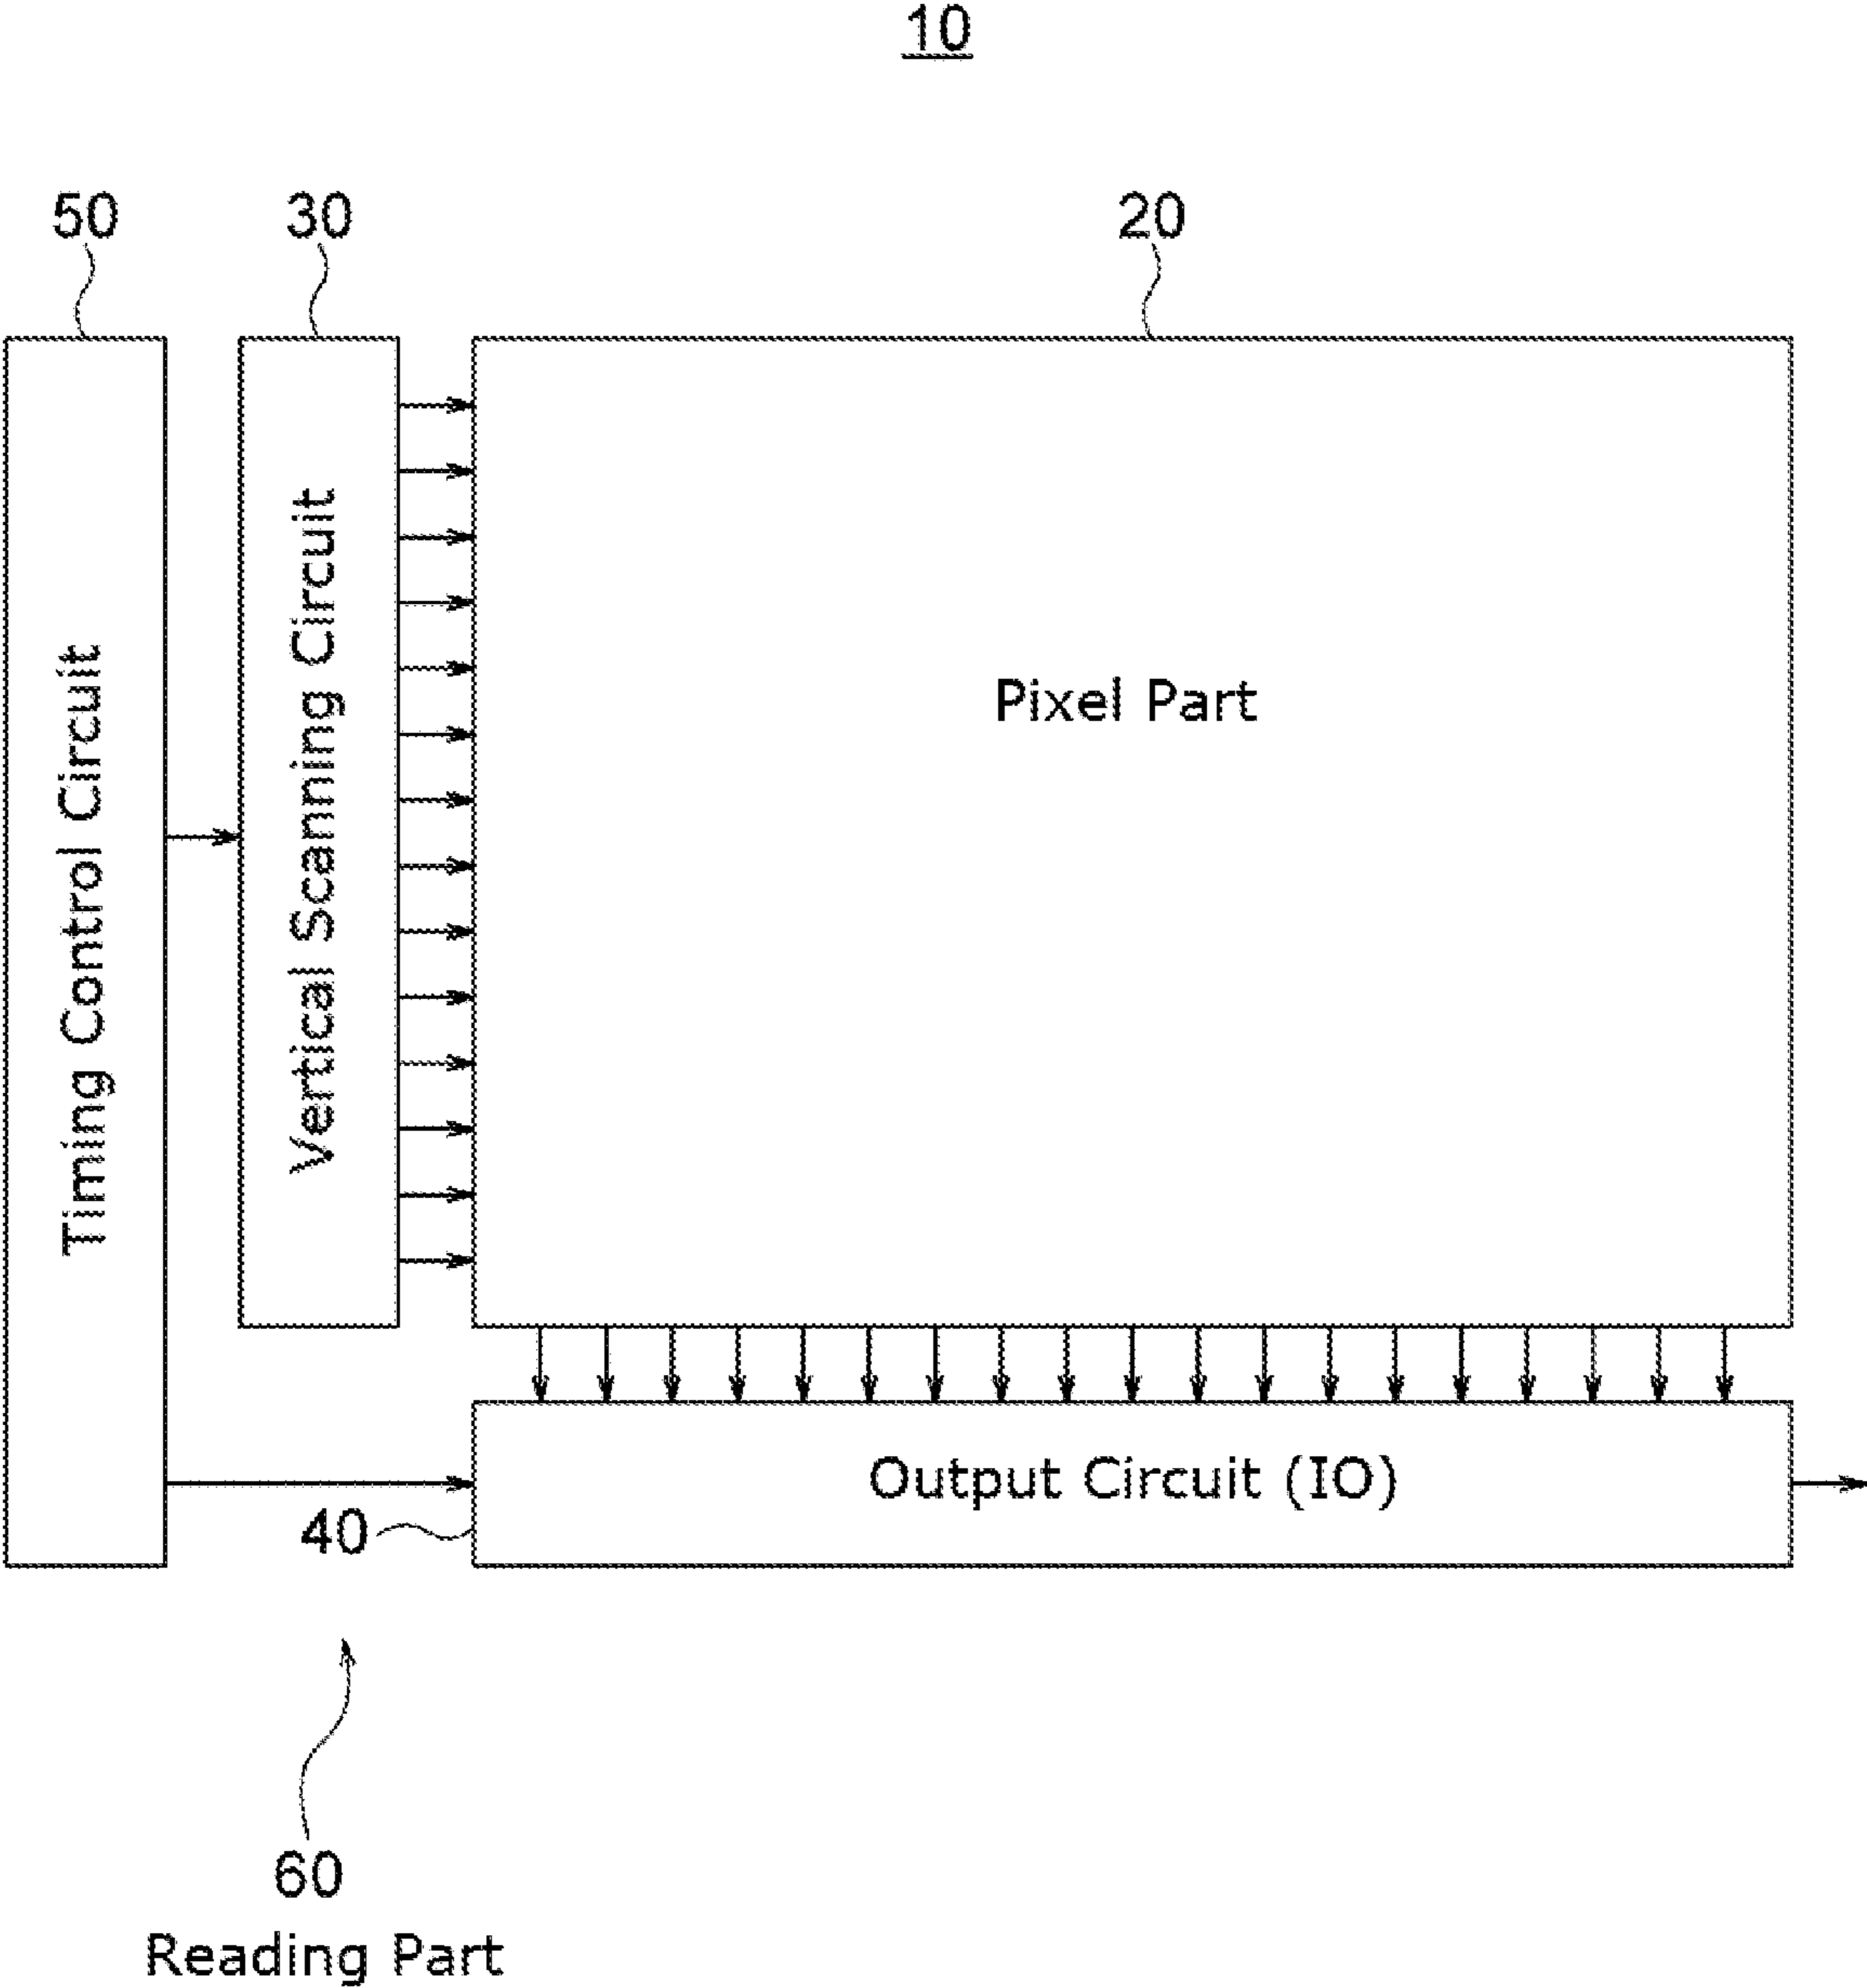 10
50
30
20
Timing Control Circuit
Vertical Scanning Circuit
Pixel Part
Output Circuit (IO)
40
60
Reading Part